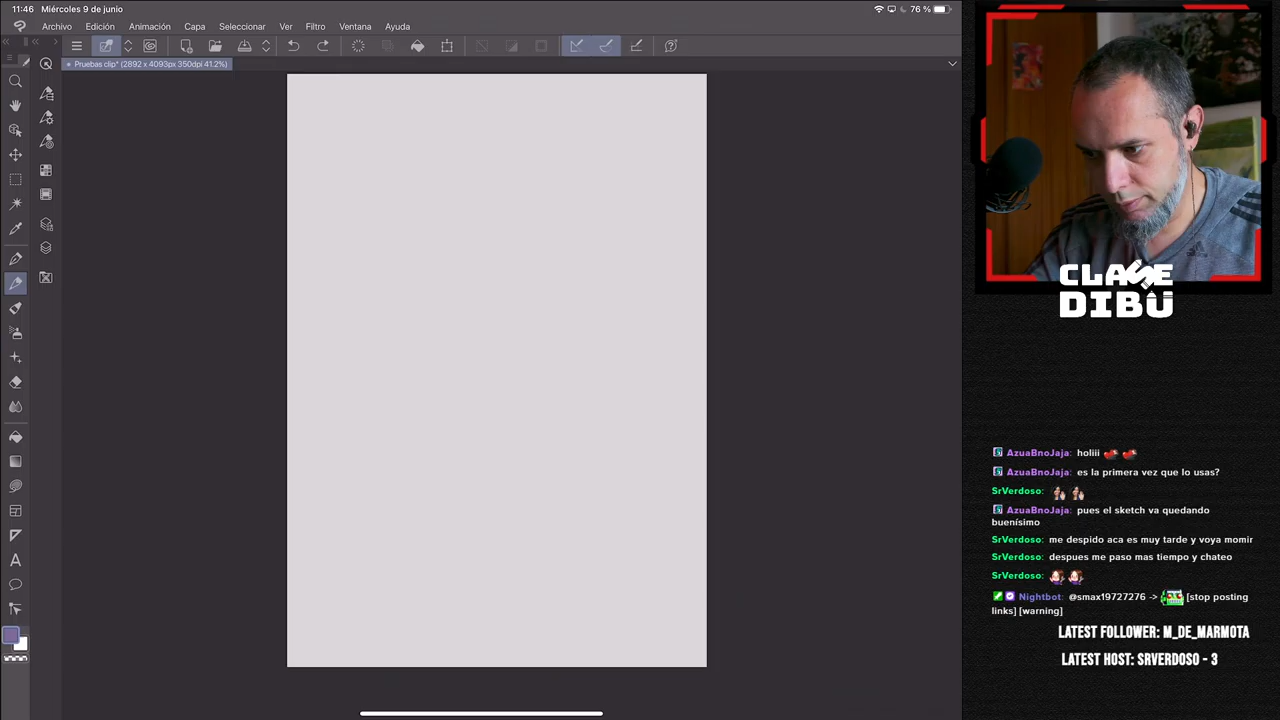 11:46 Miércoles 9 de junio
76 %
Archivo Edición Animación Capa Seleccionar Ver Filtro Ventana Ayuda
Pruebas clip* (2892 x 4093px 350dpi 41.2%)
A
CLASE
DIBU
AzuaBnoJaja: holiii
AzuaBnoJaja: es la primera vez que lo usas?
SrVerdoso:
AzuaBnoJaja: pues el sketch va quedando
buenísimo
SrVerdoso: me despido aca es muy tarde y voya momir
SrVerdoso: despues me paso mas tiempo y chateo
SrVerdoso:
Nightbot: @smax19727276 -> [stop posting
links] [warning]
LATEST FOLLOWER: M_DE_MARMOTA
LATEST HOST: SRVERDOSO - 3